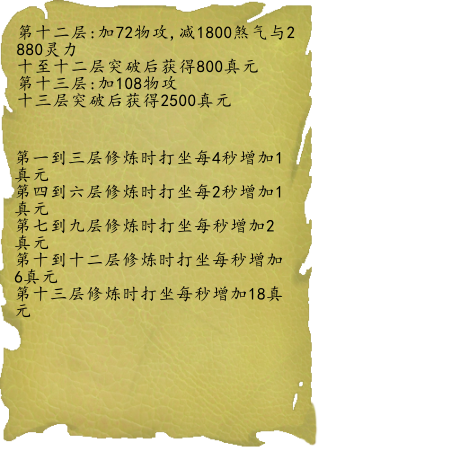 第十二层:加72物攻,减1800煞气与2
880灵力
十至十二层突破后获得800真元
第十三层:加108物攻
十三层突破后获得2500真元
第一到三层修炼时打坐每4秒增加1
真元
第四到六层修炼时打坐每2秒增加1
真元
第七到九层修炼时打坐每秒增加2
真元
第十到十二层修炼时打坐每秒增加
6真元
第十三层修炼时打坐每秒增加18真
元